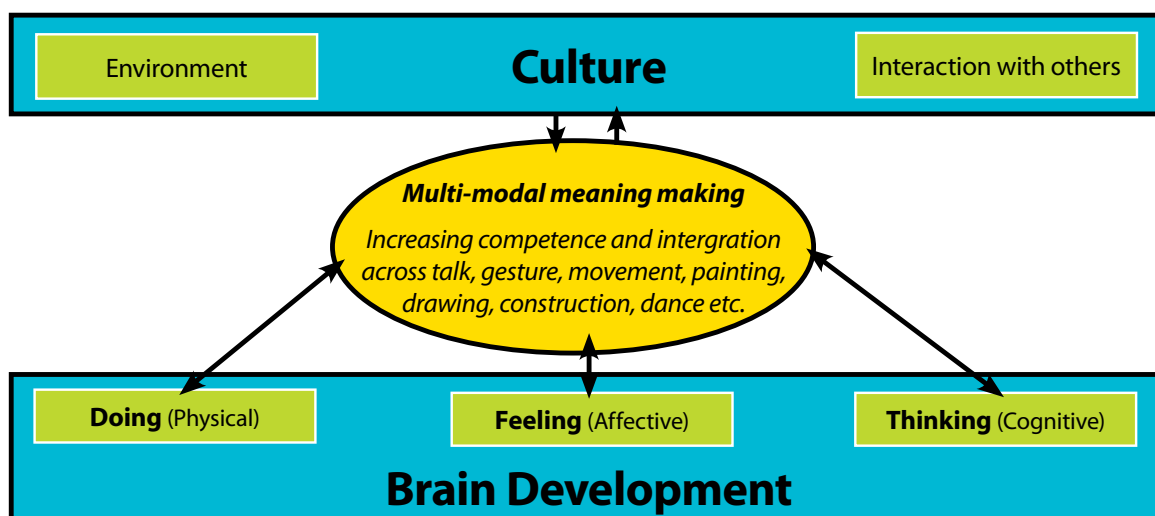 Environment
Culture
Interaction with others
Multi-modal meaning making
Increasing competence and intergration
across talk, gesture, movement, painting,
drawing, construction, dance etc.
Doing (Physical)
Feeling (Affective)
Thinking (Cognitive)
Brain Development